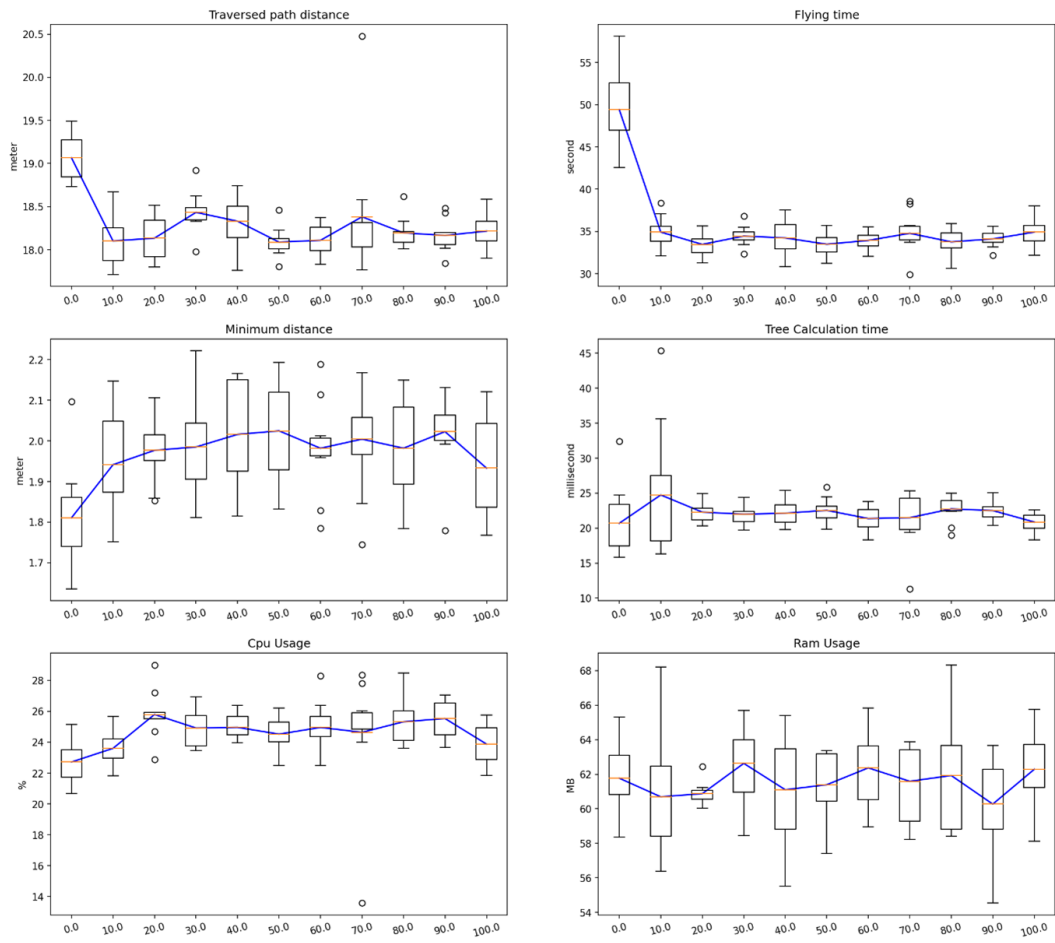 Traversed path distance
20.5
20.0
19.5
19.0
18.5
18.0
meter
0.0 10.0 20.0 30.0 40.0 50.0 60.0 70.0 80.0 90.0 100.0
Flying time
55
50
45
40
35
30
second
0.0 10.0 20.0 30.0 40.0 50.0 60.0 70.0 80.0 90.0 100.0
Minimum distance
2.2
2.1
2.0
1.9
1.8
1.7
meter
0.0 10.0 20.0 30.0 40.0 50.0 60.0 70.0 80.0 90.0 100.0
Tree Calculation time
45
40
35
30
25
20
15
10
millisecond
0.0 10.0 20.0 30.0 40.0 50.0 60.0 70.0 80.0 90.0 100.0
Cpu Usage
28
26
24
22
20
18
16
14
%
0.0 10.0 20.0 30.0 40.0 50.0 60.0 70.0 80.0 90.0 100.0
Ram Usage
68
66
64
62
60
58
56
54
MB
0.0 10.0 20.0 30.0 40.0 50.0 60.0 70.0 80.0 90.0 100.0